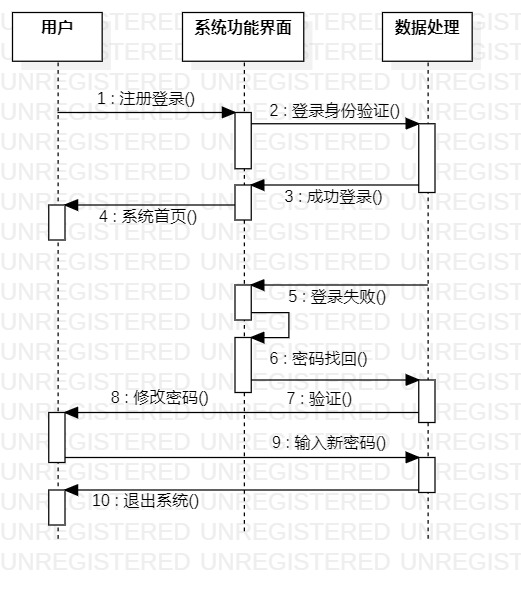 用户
系统功能界面
数据处理
1 : 注册登录()
2 : 登录身份验证()
3 : 成功登录()
4 : 系统首页()
5 : 登录失败()
6 : 密码找回()
7 : 验证()
8 : 修改密码()
9 : 输入新密码()
10 : 退出系统()
UNREGISTERED